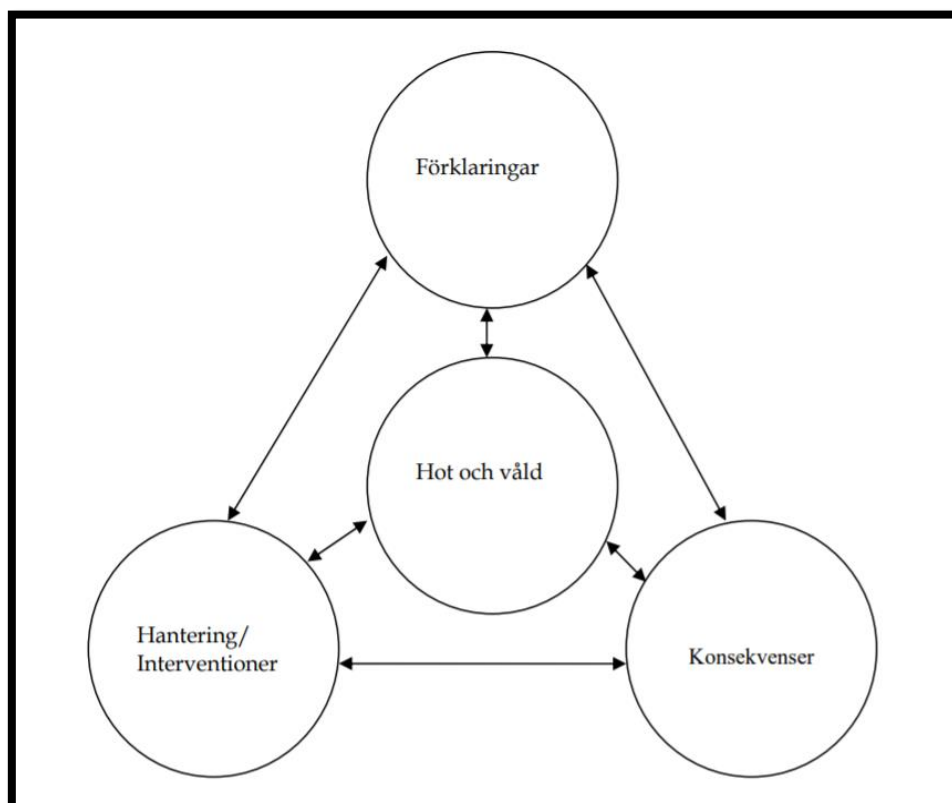 Förklaringar
Hot och våld
Hantering/
Interventioner
Konsekvenser